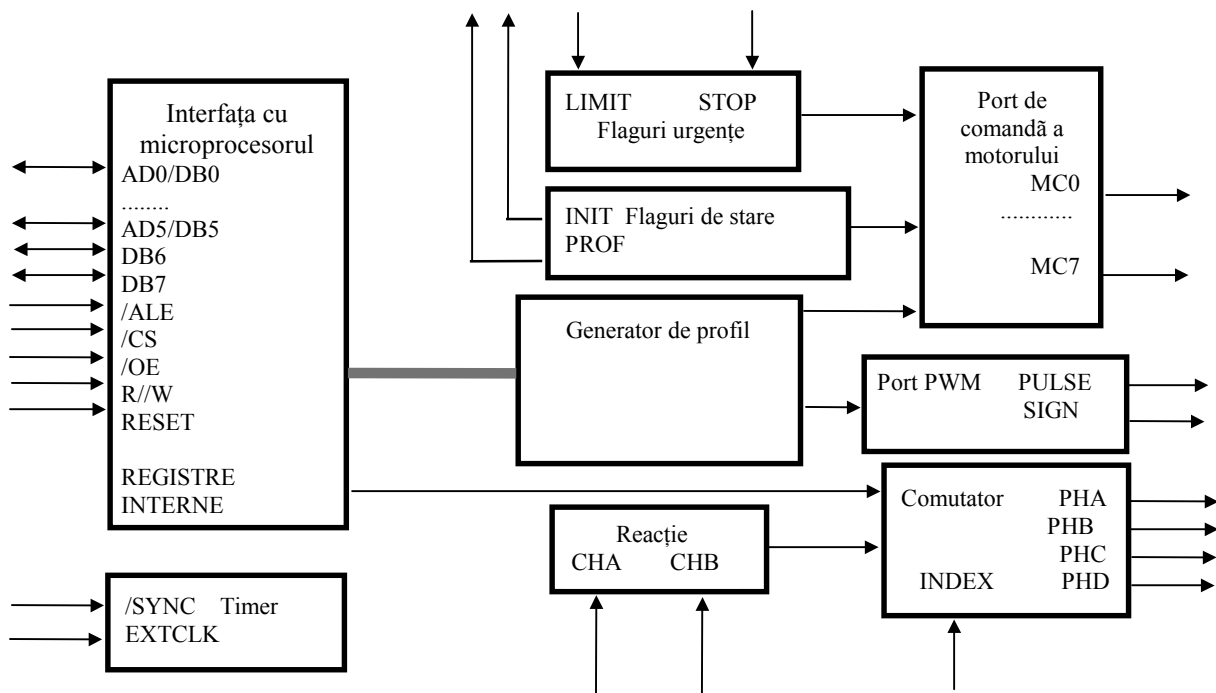 Interfața cu
microprocesorul
AD0/DB0
........
AD5/DB5
DB6
DB7
/ALE
/CS
/OE
R//W
RESET
REGISTRE
INTERNE
/SYNC Timer
EXTCLK
LIMIT STOP
Flaguri urgențe
INIT Flaguri de stare
PROF
Generator de profil
Reacție
CHA CHB
Port de
comandã a
motorului
MC0
............
MC7
Port PWM PULSE
SIGN
Comutator PHA
PHB
PHC
INDEX PHD